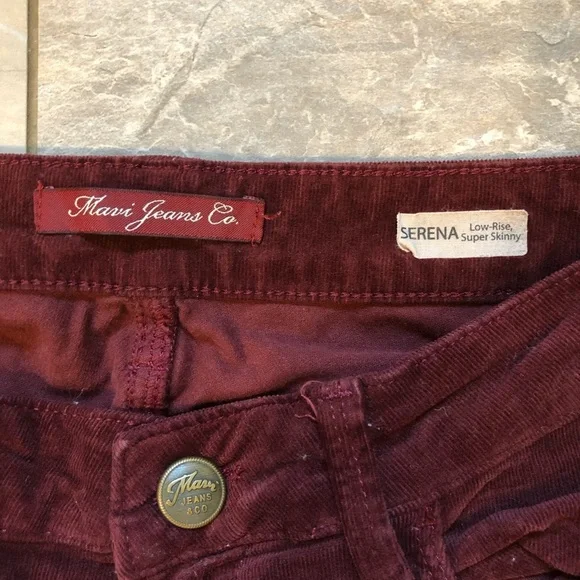 Mavi Jeans Co.
SERENA Low-Rise,
Super Skinny
Mavi
JEANS
& CO